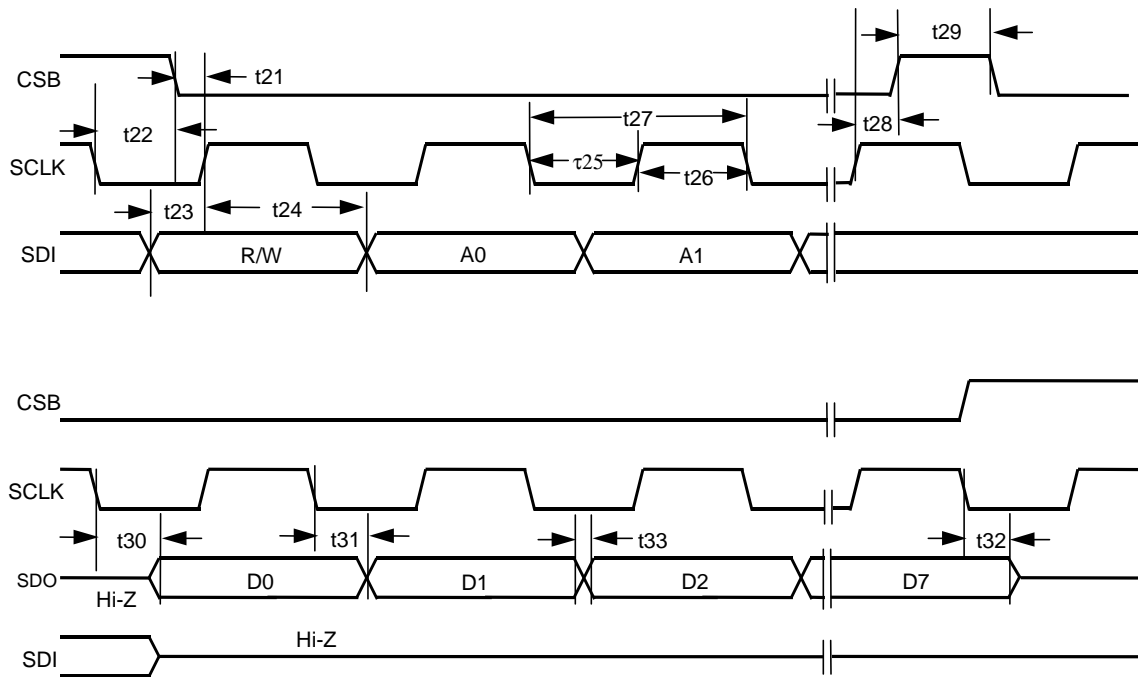 t29
CSB
t21
t27
t22
t28
SCLK
τ25
t26
t23
t24
SDI
R/W
A0
A1
CSB
SCLK
t30
t31
t33
t32
SDO
D0
D1
D2
D7
Hi-Z
Hi-Z
SDI